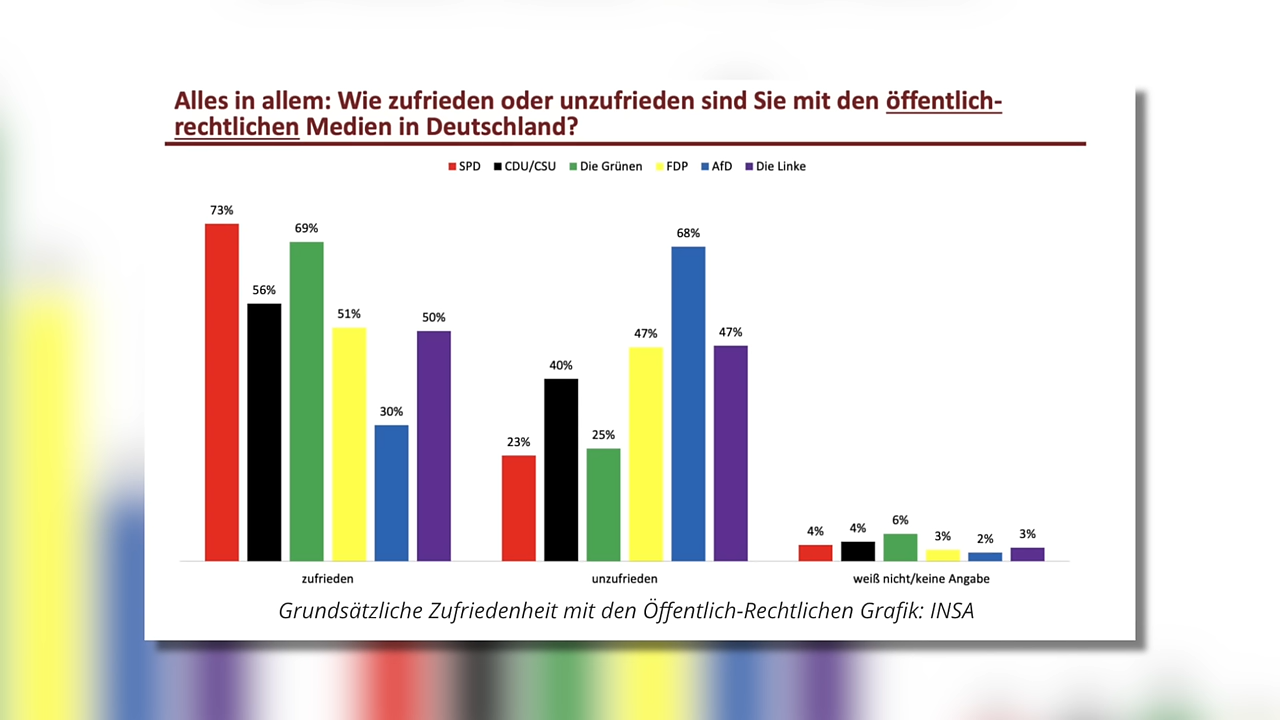 Alles in allem: Wie zufrieden oder unzufrieden sind Sie mit den öffentlich-
rechtlichen Medien in Deutschland?
SPD CDU/CSU Die Grünen FDP AfD Die Linke
73% 56% 69% 51% 30% 50%
23% 40% 25% 47% 68% 47%
4% 4% 6% 3% 2% 3%
zufrieden unzufrieden weiß nicht/keine Angabe
Grundsätzliche Zufriedenheit mit den Öffentlich-Rechtlichen Grafik: INSA